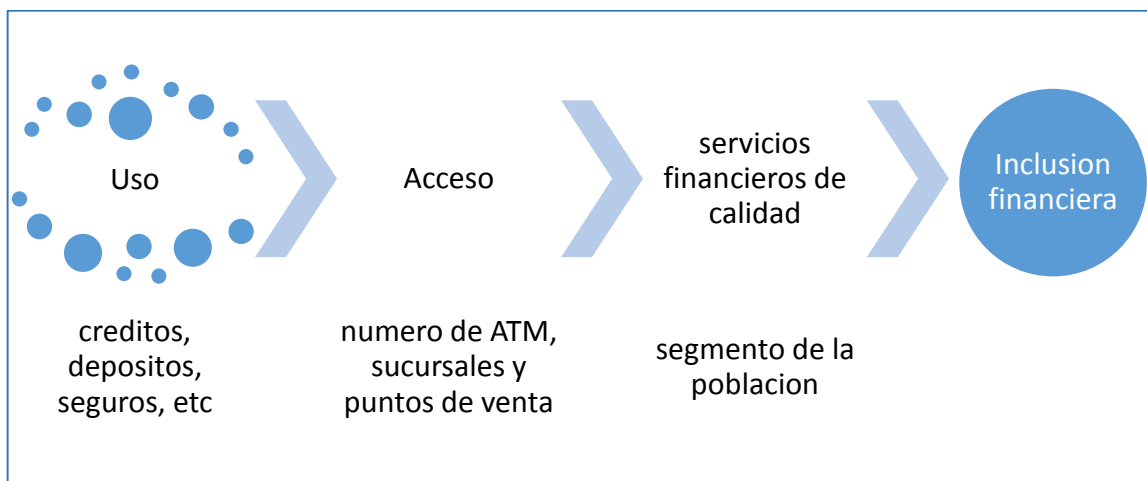 Uso
creditos,
depositos,
seguros, etc
Acceso
numero de ATM,
sucursales y
puntos de venta
servicios
financieros de
calidad
segmento de la
poblacion
Inclusion
financiera